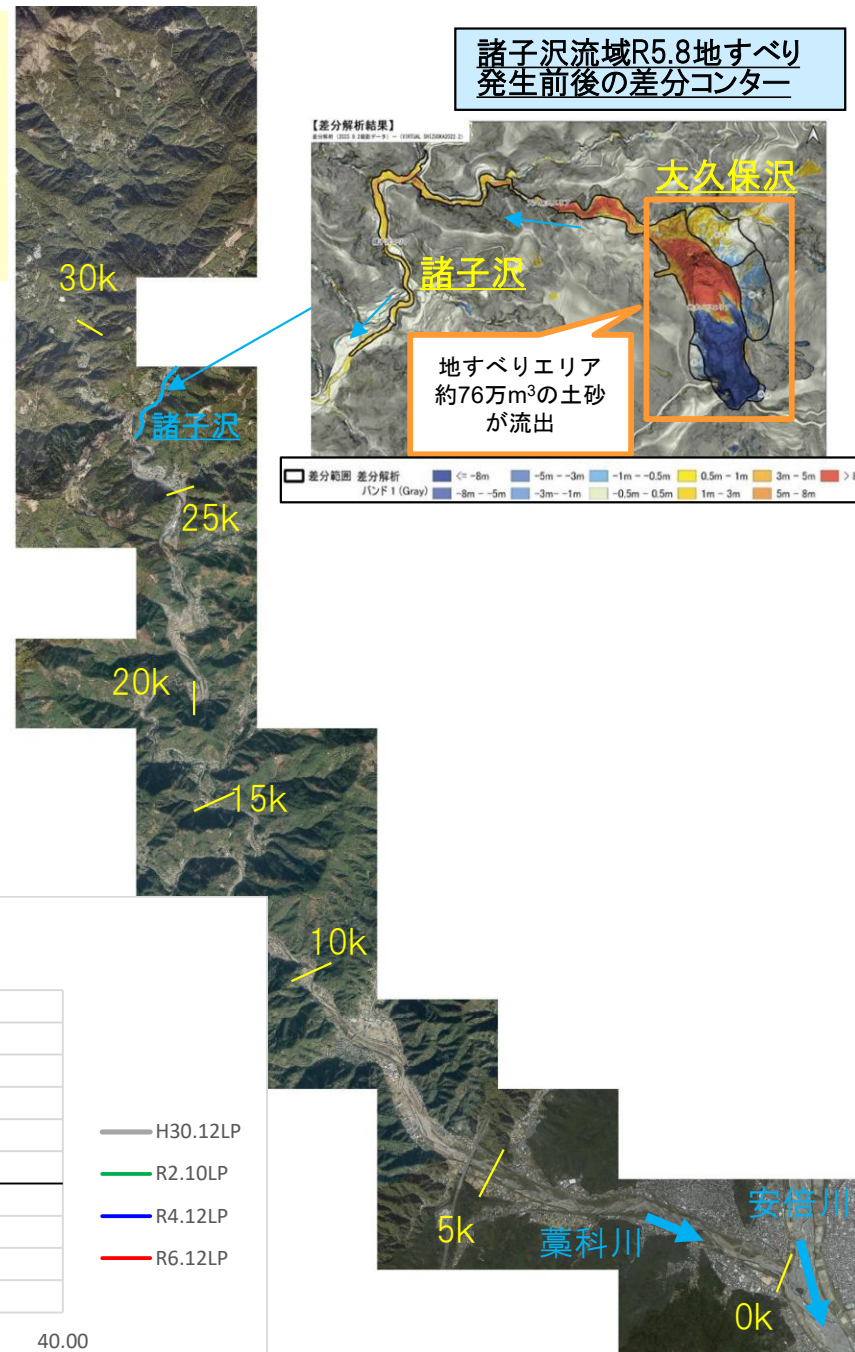 諸子沢流域R5.8地すべり
発生前後の差分コンター
【差分解析結果】
大久保沢
諸子沢
地すべりエリア
約76万m³の土砂
が流出
差分範囲 差分解析
バンド 1 (Gray)
<= -8m
-5m - -3m
-1m - -0.5m
0.5m - 1m
3m - 5m
-8m - -5m
-3m - -1m
-0.5m - 0.5m
1m - 3m
5m - 8m
30k
諸子沢
25k
20k
15k
10k
5k
藁科川
安倍川
0k
H30.12LP
R2.10LP
R4.12LP
R6.12LP
40.00